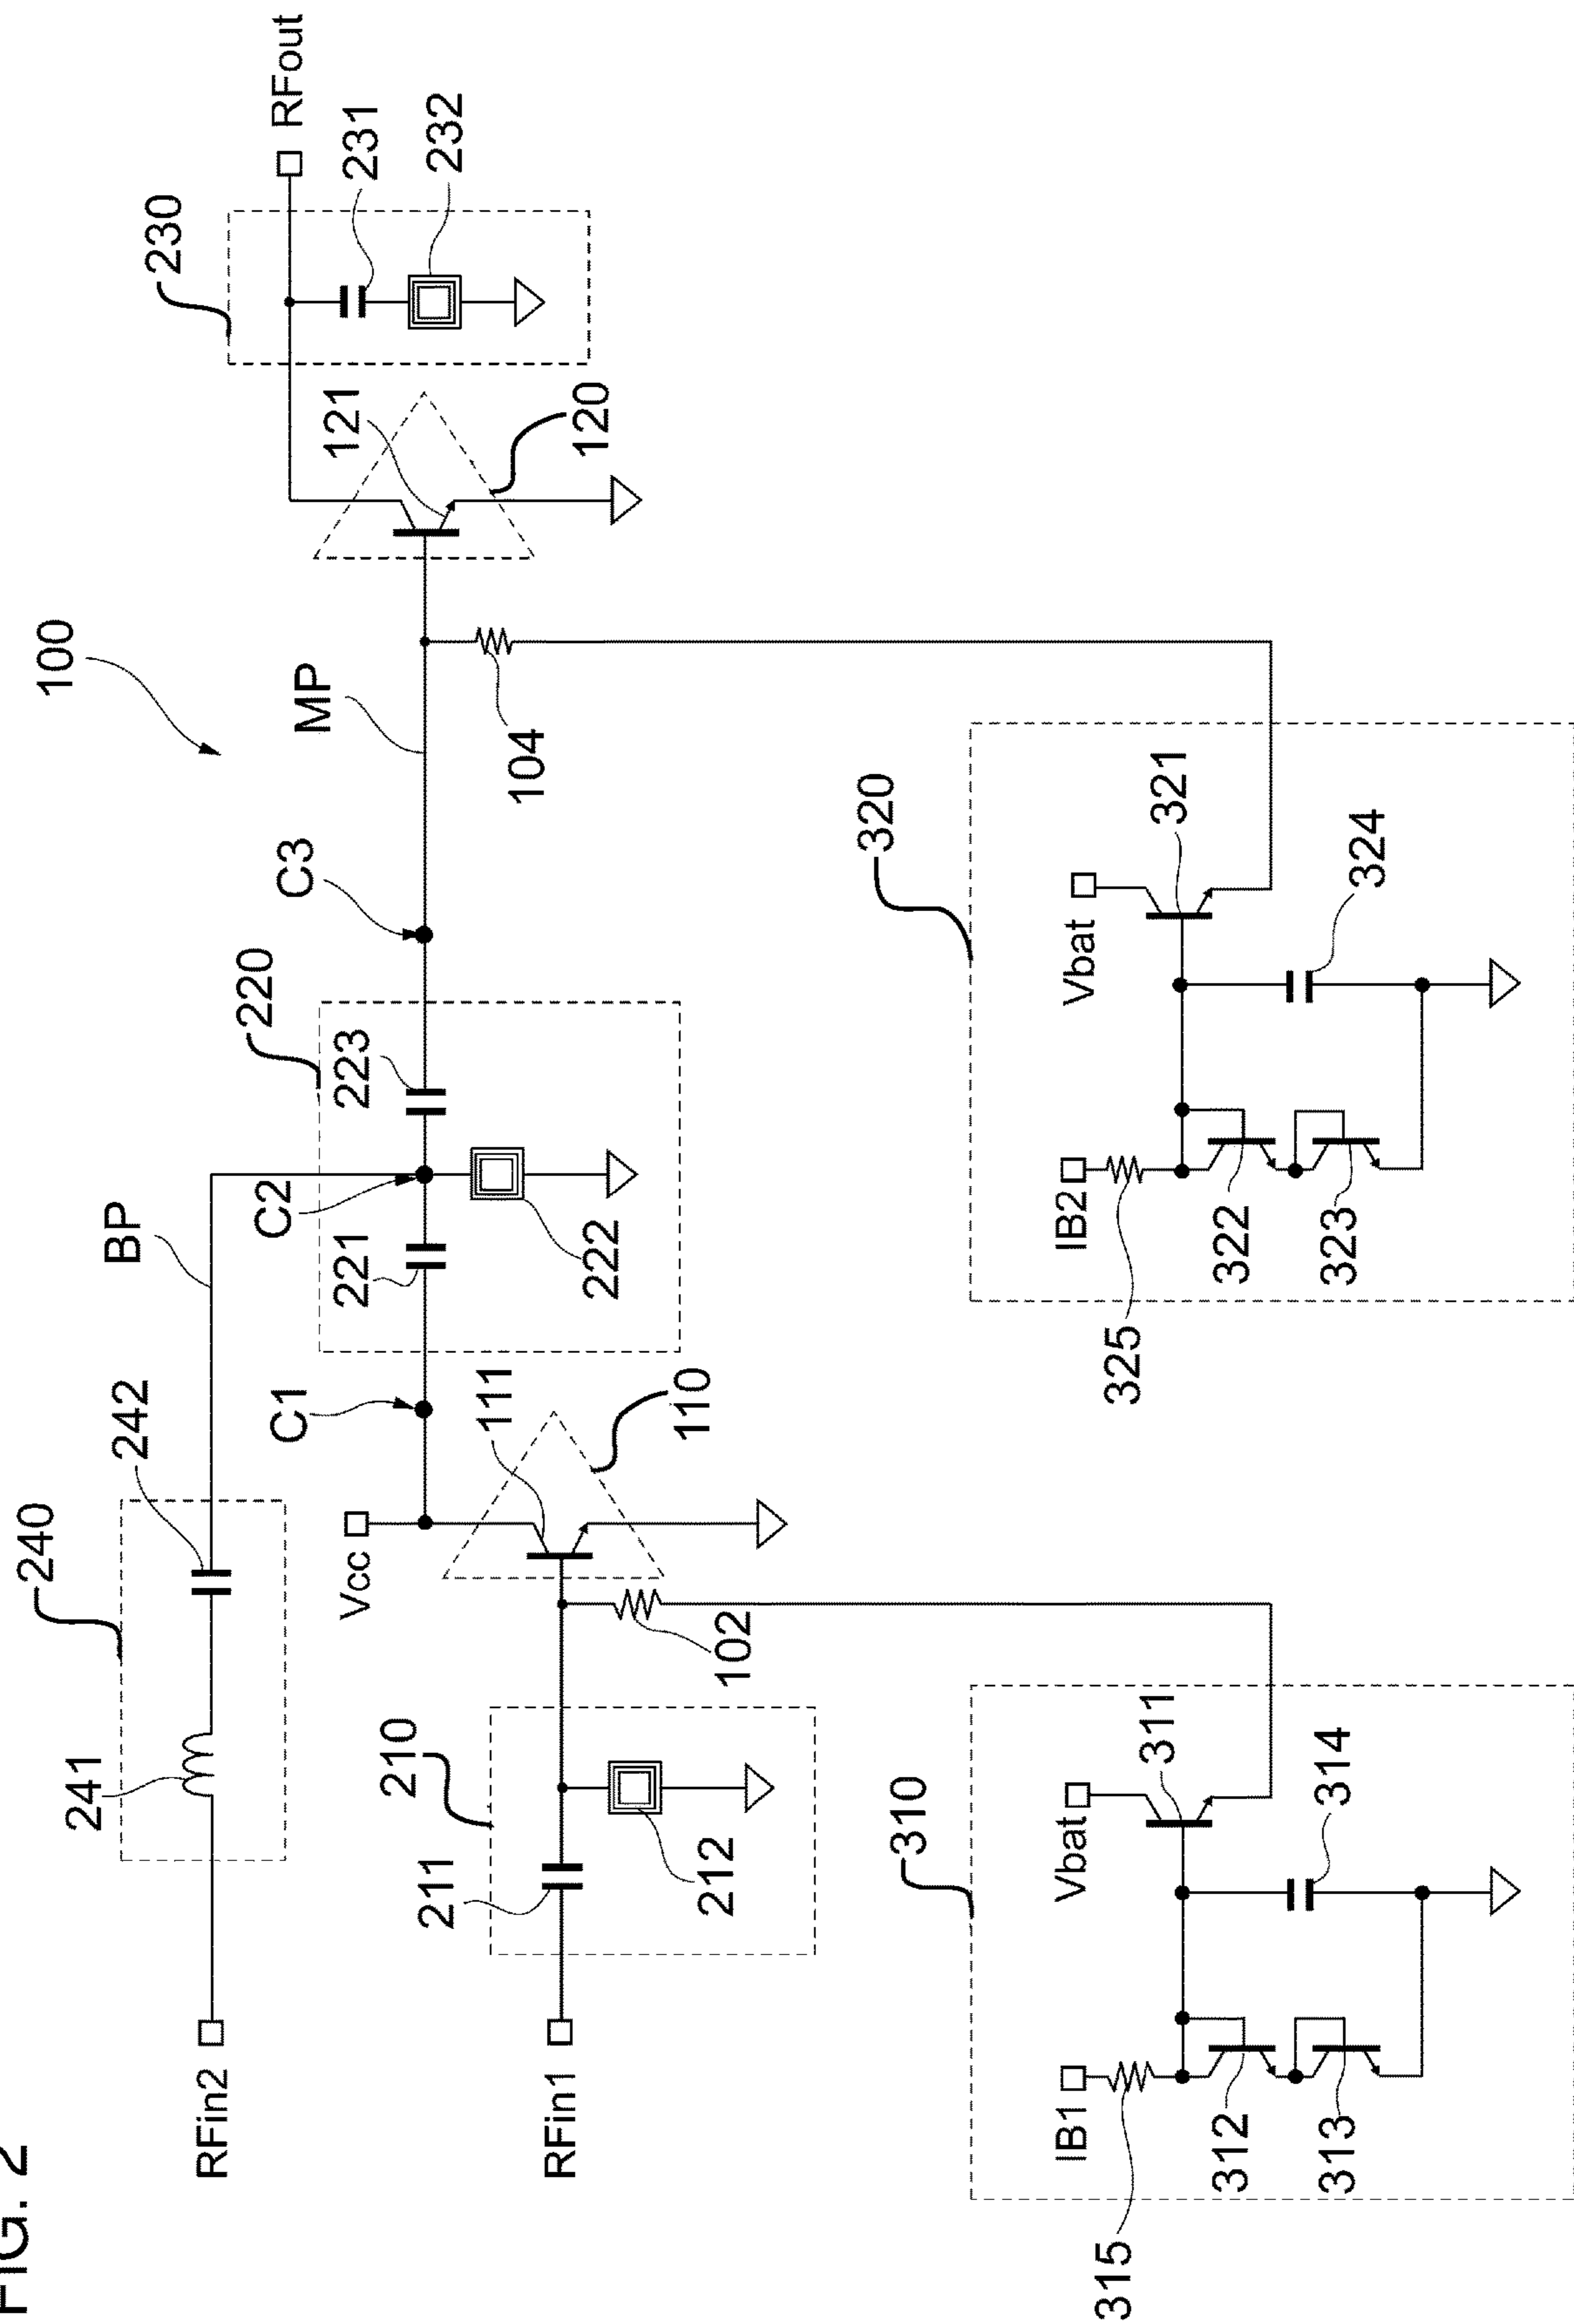 FIG. 2
100
240
241
242
BP
RFin2
230
RFout
231
232
121
120
MP
104
C3
220
223
C2
221
222
C1
Vcc
111
110
102
210
211
212
RFin1
310
Vbat
311
314
IB1
312
313
315
320
Vbat
321
324
IB2
322
323
325